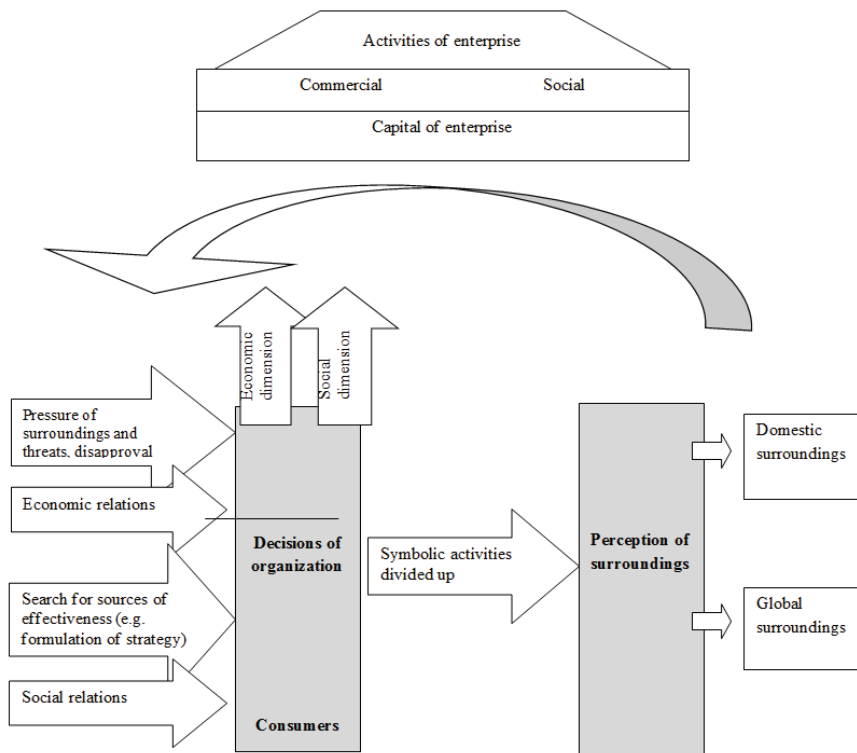 Activities of enterprise
Commercial Social
Capital of enterprise
Economic
dimension
Social
dimension
Pressure of
surroundings and
threats, disapproval
Economic relations
Search for sources of
effectiveness (e.g.
formulation of strategy)
Social relations
Decisions of
organization
Consumers
Symbolic activities
divided up
Perception of
surroundings
Domestic
surroundings
Global
surroundings